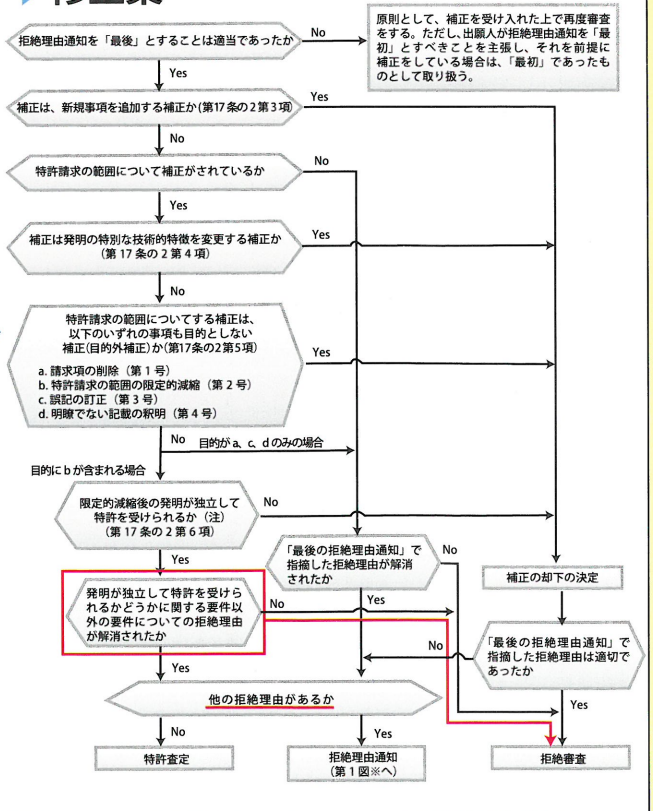 拒絶理由通知を「最後」とすることは適当であったか
No
原則として、補正を受け入れた上で再度審査
をする。ただし、出願人が拒絶理由通知を「最
初」とすべきことを主張し、それを前提に
補正をしている場合は、「最初」であったも
のとして取り扱う。
Yes
補正は、新規事項を追加する補正か(第17条の2第3項)
Yes
No
特許請求の範囲について補正がされているか
No
Yes
補正は発明の特別な技術的特徴を変更する補正か
(第17条の2第4項)
Yes
No
特許請求の範囲についてする補正は、
以下のいずれの事項も目的としない
補正(目的外補正)か(第17条の2第5項)
a. 請求項の削除(第1号)
b. 特許請求の範囲の限定的減縮(第2号)
c. 誤記の訂正(第3号)
d. 明瞭でない記載の釈明(第4号)
Yes
No
目的がa、c、dのみの場合
目的にbが含まれる場合
限定的減縮後の発明が独立して
特許を受けられるか(注)
(第17条の2第6項)
No
Yes
「最後の拒絶理由通知」で
指摘した拒絶理由が解消
されたか
No
Yes
補正の却下の決定
発明が独立して特許を受けら
れるかどうかに関する要件以
外の要件についての拒絶理由
が解消されたか
No
Yes
「最後の拒絶理由通知」で
指摘した拒絶理由は適切で
あったか
No
Yes
他の拒絶理由があるか
No
Yes
特許査定
拒絶理由通知
(第1図※へ)
拒絶審査